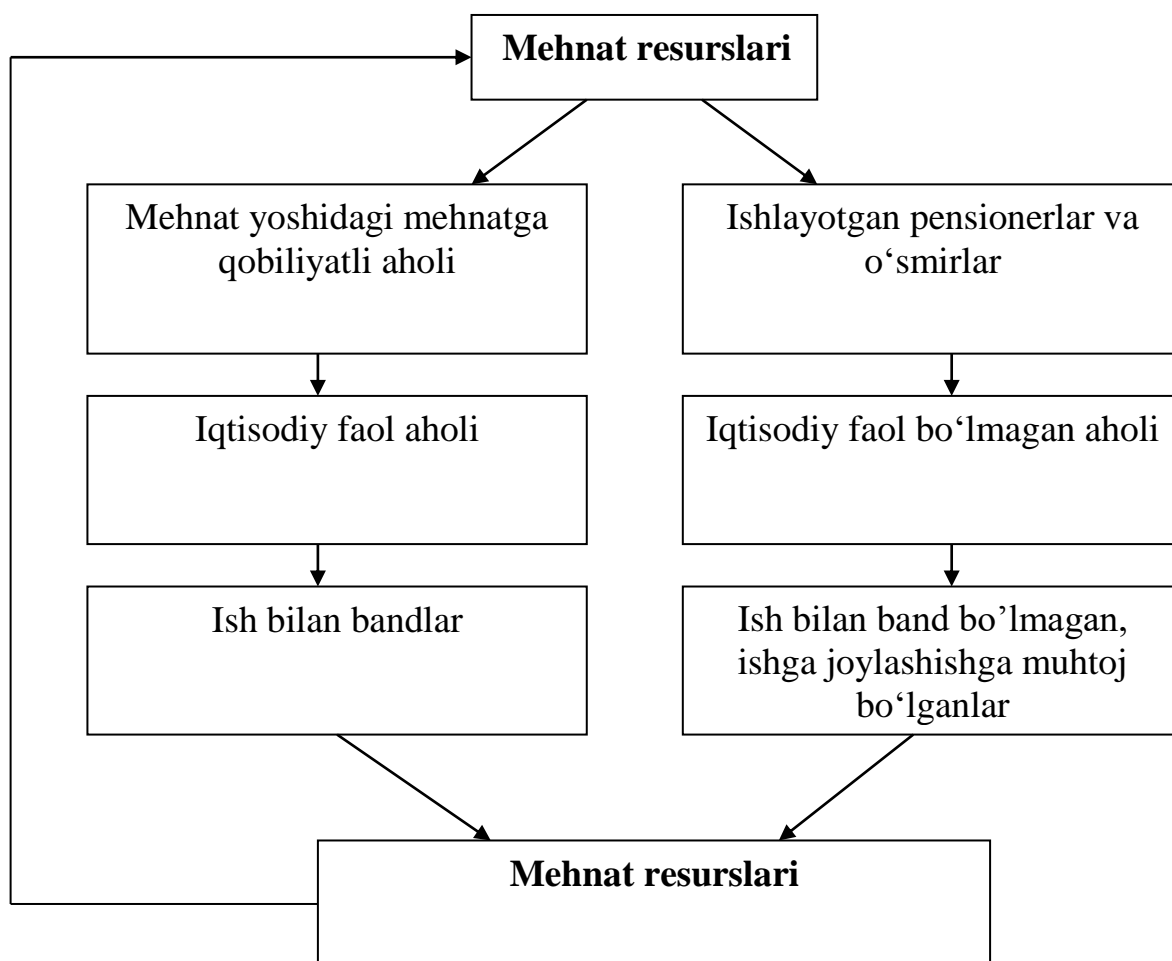 Mehnat resurslari
Mehnat yoshidagi mehnatga
qobiliyatli aholi
Ishlayotgan pensionerlar va
o‘smirlar
Iqtisodiy faol aholi
Iqtisodiy faol bo‘lmagan aholi
Ish bilan bandlar
Ish bilan band bo’lmagan,
ishga joylashishga muhtoj
bo‘lganlar
Mehnat resurslari